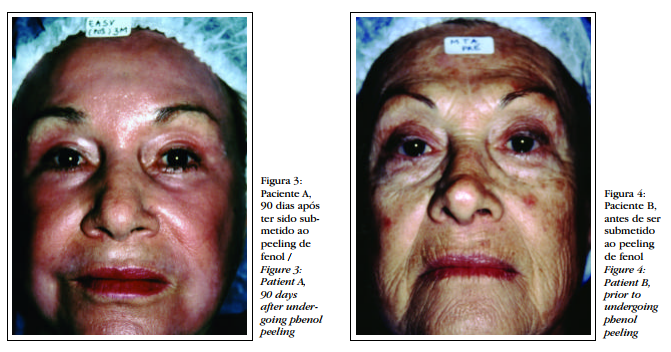 EASY
(NB) 3M
Figura 3:
Paciente A,
90 dias após
ter sido sub-
metido ao
peeling de
fenol /
Figure 3:
Patient A,
90 days
after under-
going phenol
peeling
MTA
PRÉ
Figura 4:
Paciente B,
antes de ser
submetido
ao peeling
de fenol
Figure 4:
Patient B,
prior to
undergoing
phenol
peeling